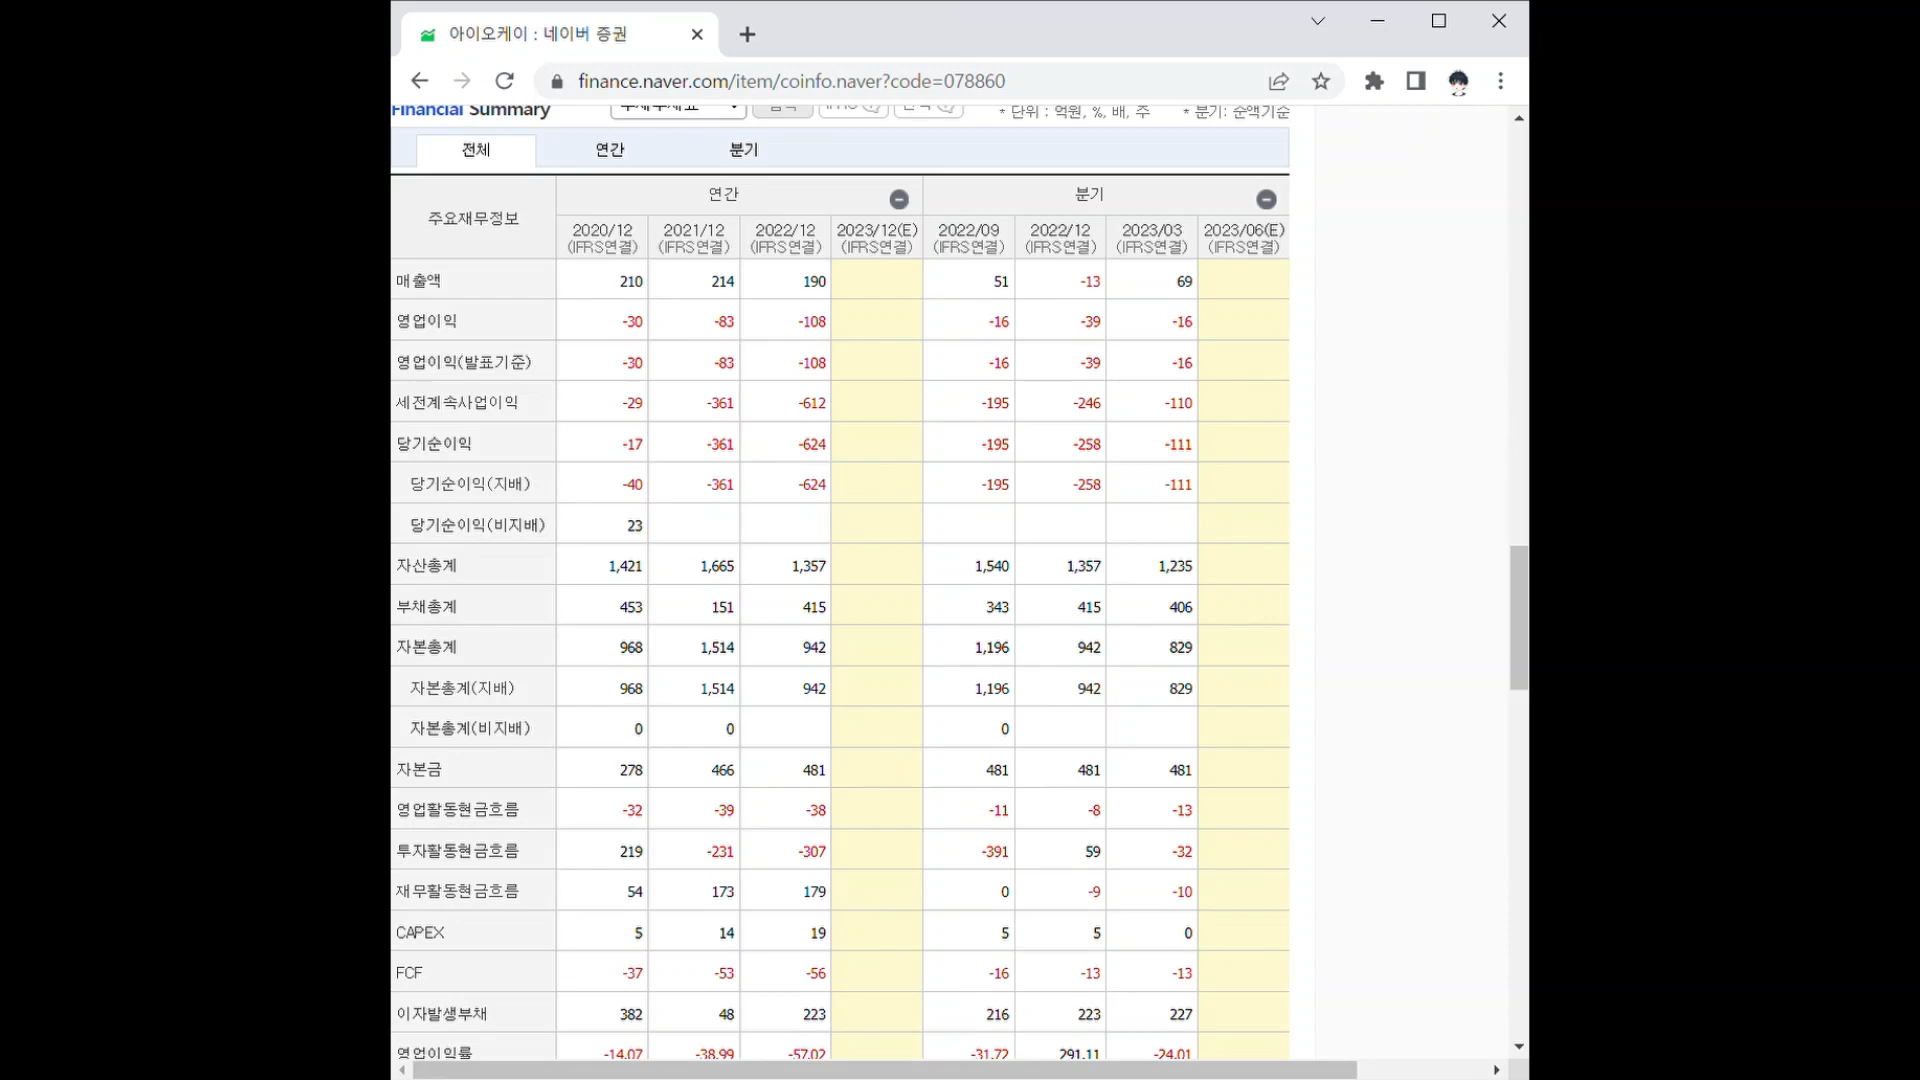 아이오케이 : 네이버 증권
finance.naver.com/item/coinfo.naver?code=078860
Financial Summary * 단위 : 억원, %, 배, 주 * 분기: 순액기준
전체 연간 분기
주요재무정보 연간 분기
2020/12 2021/12 2022/12 2023/12(E) 2022/09 2022/12 2023/03 2023/06(E)
(IFRS연결) (IFRS연결) (IFRS연결) (IFRS연결) (IFRS연결) (IFRS연결) (IFRS연결) (IFRS연결)
매출액 210 214 190 51 -13 69
영업이익 -30 -83 -108 -16 -39 -16
영업이익(발표기준) -30 -83 -108 -16 -39 -16
세전계속사업이익 -29 -361 -612 -195 -246 -110
당기순이익 -17 -361 -624 -195 -258 -111
당기순이익(지배) -40 -361 -624 -195 -258 -111
당기순이익(비지배) 23
자산총계 1,421 1,665 1,357 1,540 1,357 1,235
부채총계 453 151 415 343 415 406
자본총계 968 1,514 942 1,196 942 829
자본총계(지배) 968 1,514 942 1,196 942 829
자본총계(비지배) 0 0 0
자본금 278 466 481 481 481 481
영업활동현금흐름 -32 -39 -38 -11 -8 -13
투자활동현금흐름 219 -231 -307 -391 59 -32
재무활동현금흐름 54 173 179 0 -9 -10
CAPEX 5 14 19 5 5 0
FCF -37 -53 -56 -16 -13 -13
이자발생부채 382 48 223 216 223 227
영업이익률 -14.07 -38.99 -57.02 -31.72 291.11 -24.01